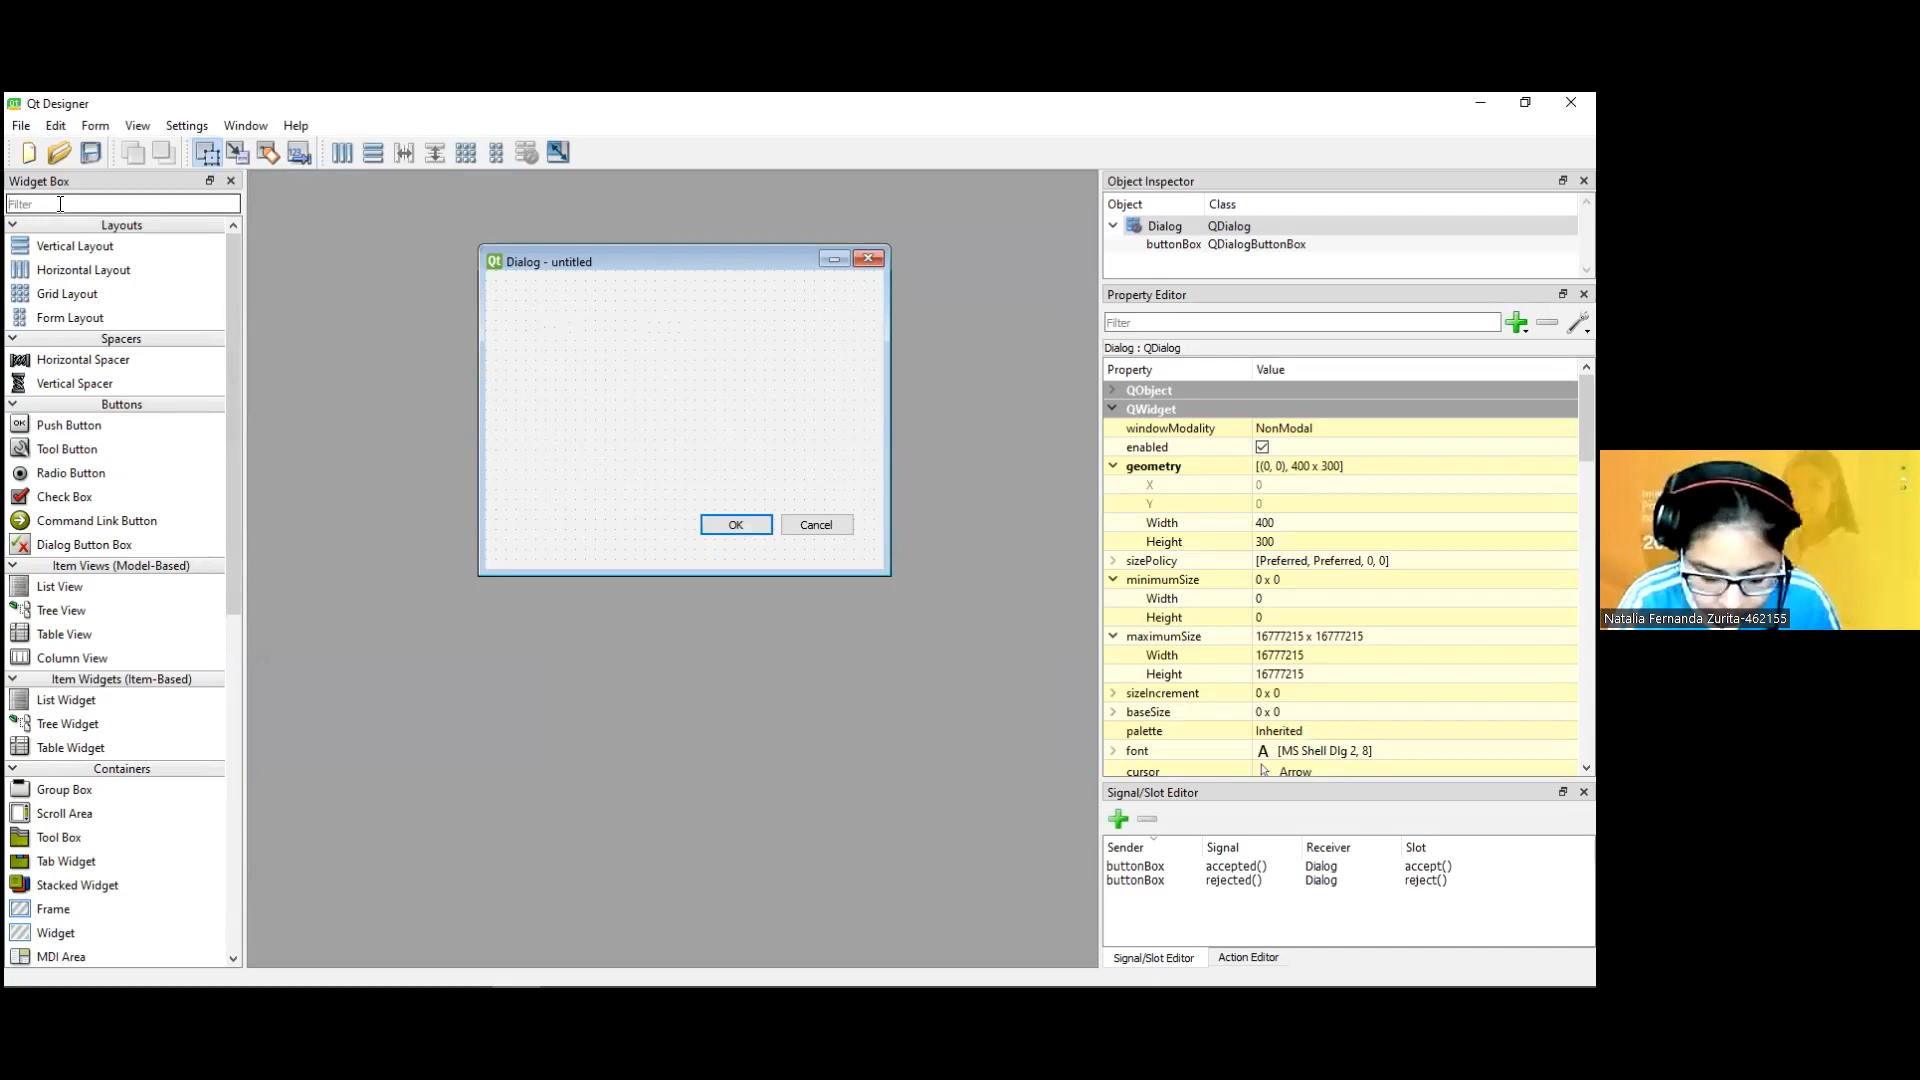 Qt Designer
File Edit Form View Settings Window Help
Widget Box
Filter
Layouts
Vertical Layout
Horizontal Layout
Grid Layout
Form Layout
Spacers
Horizontal Spacer
Vertical Spacer
Buttons
Push Button
Tool Button
Radio Button
Check Box
Command Link Button
Dialog Button Box
Item Views (Model-Based)
List View
Tree View
Table View
Column View
Item Widgets (Item-Based)
List Widget
Tree Widget
Table Widget
Containers
Group Box
Scroll Area
Tool Box
Tab Widget
Stacked Widget
Frame
Widget
MDI Area
Dialog - untitled
OK Cancel
Object Inspector
Object Class
Dialog QDialog
buttonBox QDialogButtonBox
Property Editor
Filter
Dialog : QDialog
Property Value
QObject
QWidget
windowModality NonModal
enabled
geometry [(0, 0), 400 x 300]
X 0
Y 0
Width 400
Height 300
sizePolicy [Preferred, Preferred, 0, 0]
minimumSize 0 x 0
Width 0
Height 0
maximumSize 16777215 x 16777215
Width 16777215
Height 16777215
sizeIncrement 0 x 0
baseSize 0 x 0
palette Inherited
font A [MS Shell Dlg 2, 8]
cursor Arrow
Signal/Slot Editor
Sender Signal Receiver Slot
buttonBox accepted() Dialog accept()
buttonBox rejected() Dialog reject()
Signal/Slot Editor Action Editor
Natalia Fernanda Zurita-462155